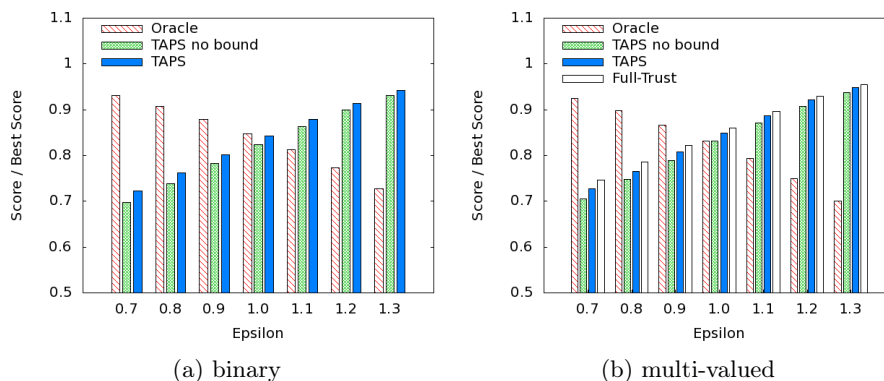 1.1
1
0.9
0.8
0.7
0.6
0.5
Score / Best Score
Oracle
TAPS no bound
TAPS
0.7 0.8 0.9 1.0 1.1 1.2 1.3
Epsilon
(a) binary
1.1
1
0.9
0.8
0.7
0.6
0.5
Score / Best Score
Oracle
TAPS no bound
TAPS
Full-Trust
0.7 0.8 0.9 1.0 1.1 1.2 1.3
Epsilon
(b) multi-valued